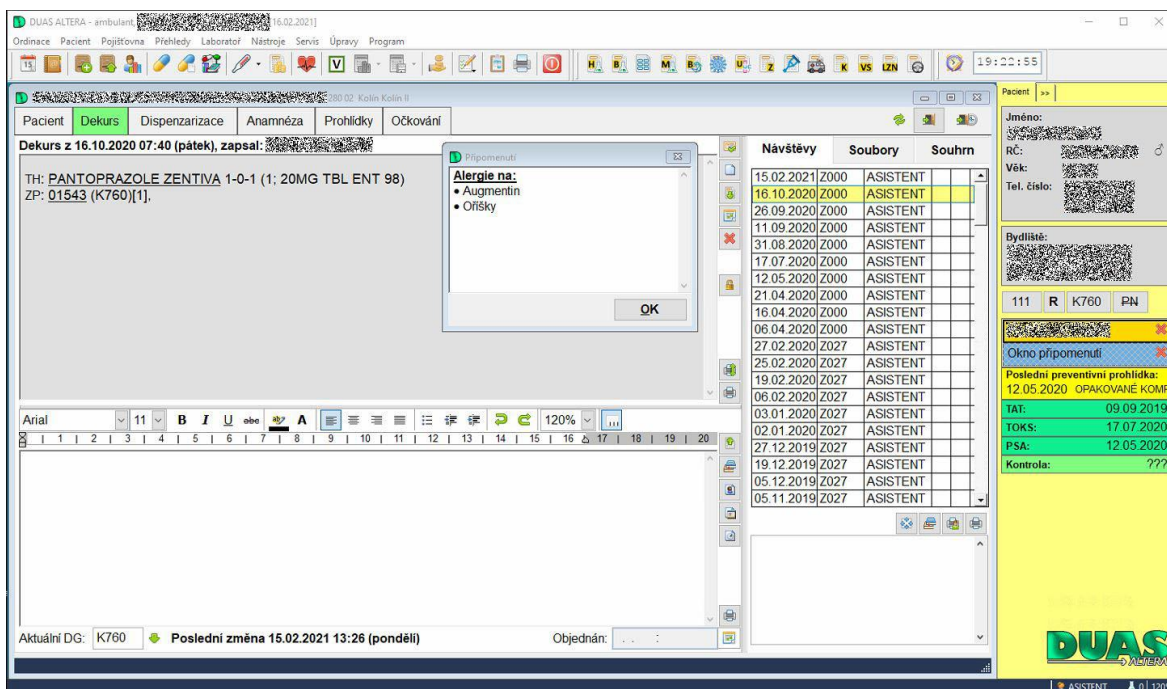 DUAS ALTERA - ambulant, 16.02.2021]
Ordinace Pacient Pojišťovna Přehledy Laboratoř Nástroje Servis Úpravy Program
15 V H B M Z K VS LZN 19:22:55
280 02 Kolín Kolín II
Pacient Dekurs Dispenzarizace Anamnéza Prohlídky Očkování
Dekurs z 16.10.2020 07:40 (pátek), zapsal:
TH: PANTOPRAZOLE ZENTIVA 1-0-1 (1; 20MG TBL ENT 98)
ZP: 01543 (K760)[1],
Připomenutí
Alergie na:
• Augmentin
• Oříšky
OK
Arial 11 B I U abc ab A 120%
1 2 3 4 5 6 7 8 9 10 11 12 13 14 15 16 17 18 19 20
Aktuální DG: K760 Poslední změna 15.02.2021 13:26 (pondělí) Objednán: . . :
Návštěvy Soubory Souhrn
15.02.2021 Z000 ASISTENT
16.10.2020 Z000 ASISTENT
26.09.2020 Z000 ASISTENT
11.09.2020 Z000 ASISTENT
31.08.2020 Z000 ASISTENT
17.07.2020 Z000 ASISTENT
12.05.2020 Z000 ASISTENT
21.04.2020 Z000 ASISTENT
16.04.2020 Z000 ASISTENT
06.04.2020 Z000 ASISTENT
27.02.2020 Z027 ASISTENT
25.02.2020 Z027 ASISTENT
19.02.2020 Z027 ASISTENT
06.02.2020 Z027 ASISTENT
03.01.2020 Z027 ASISTENT
02.01.2020 Z027 ASISTENT
27.12.2019 Z027 ASISTENT
19.12.2019 Z027 ASISTENT
05.12.2019 Z027 ASISTENT
05.11.2019 Z027 ASISTENT
Pacient >>
Jméno:
RČ:
Věk:
Tel. číslo:
Bydliště:
111 R K760 PN
Okno připomenutí
Poslední preventivní prohlídka:
12.05.2020 OPAKOVANÉ KOMP
TAT: 09.09.2019
TOKS: 17.07.2020
PSA: 12.05.2020
Kontrola: ???
DUAS
ALTERA
ASISTENT 0 120%